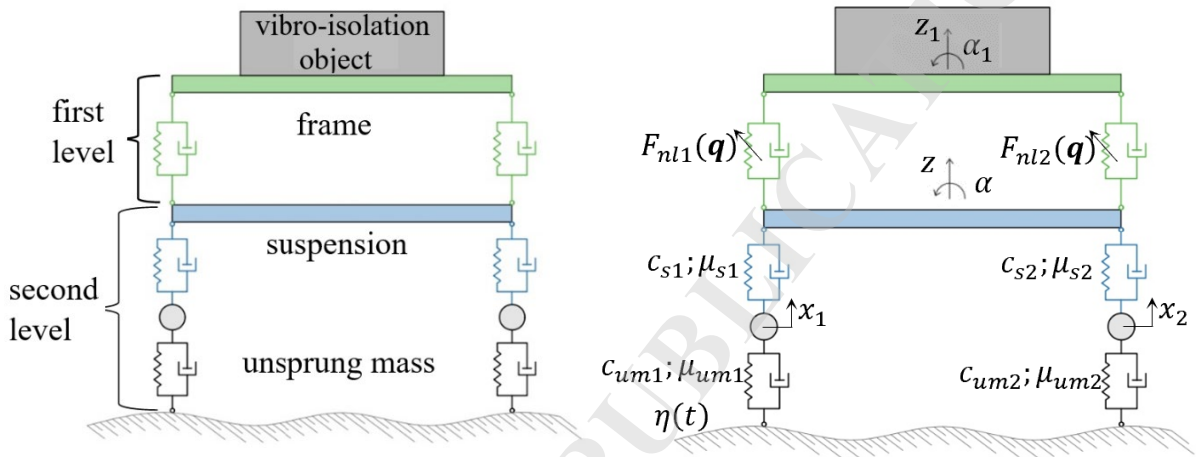 vibro-isolation
object
first
level
frame
suspension
second
level
unsprung mass
z₁
α₁
Fₙₗ₁(q)
Fₙₗ₂(q)
z
α
cₛ₁; μₛ₁
cₛ₂; μₛ₂
x₁
x₂
cᵤₘ₁; μᵤₘ₁
cᵤₘ₂; μᵤₘ₂
η(t)
PUBLICAT